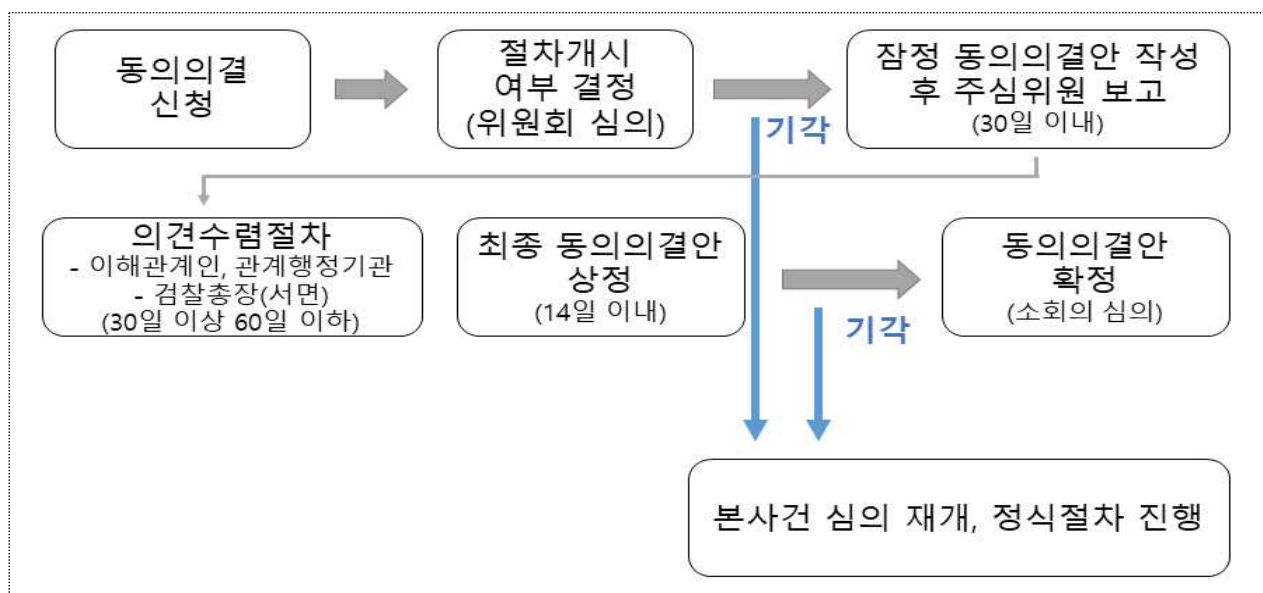 동의의결
신청
절차개시
여부 결정
(위원회 심의)
기각
잠정 동의의결안 작성
후 주심위원 보고
(30일 이내)
의견수렴절차
- 이해관계인, 관계행정기관
- 검찰총장(서면)
(30일 이상 60일 이하)
최종 동의의결안
상정
(14일 이내)
기각
동의의결안
확정
(소회의 심의)
본사건 심의 재개, 정식절차 진행